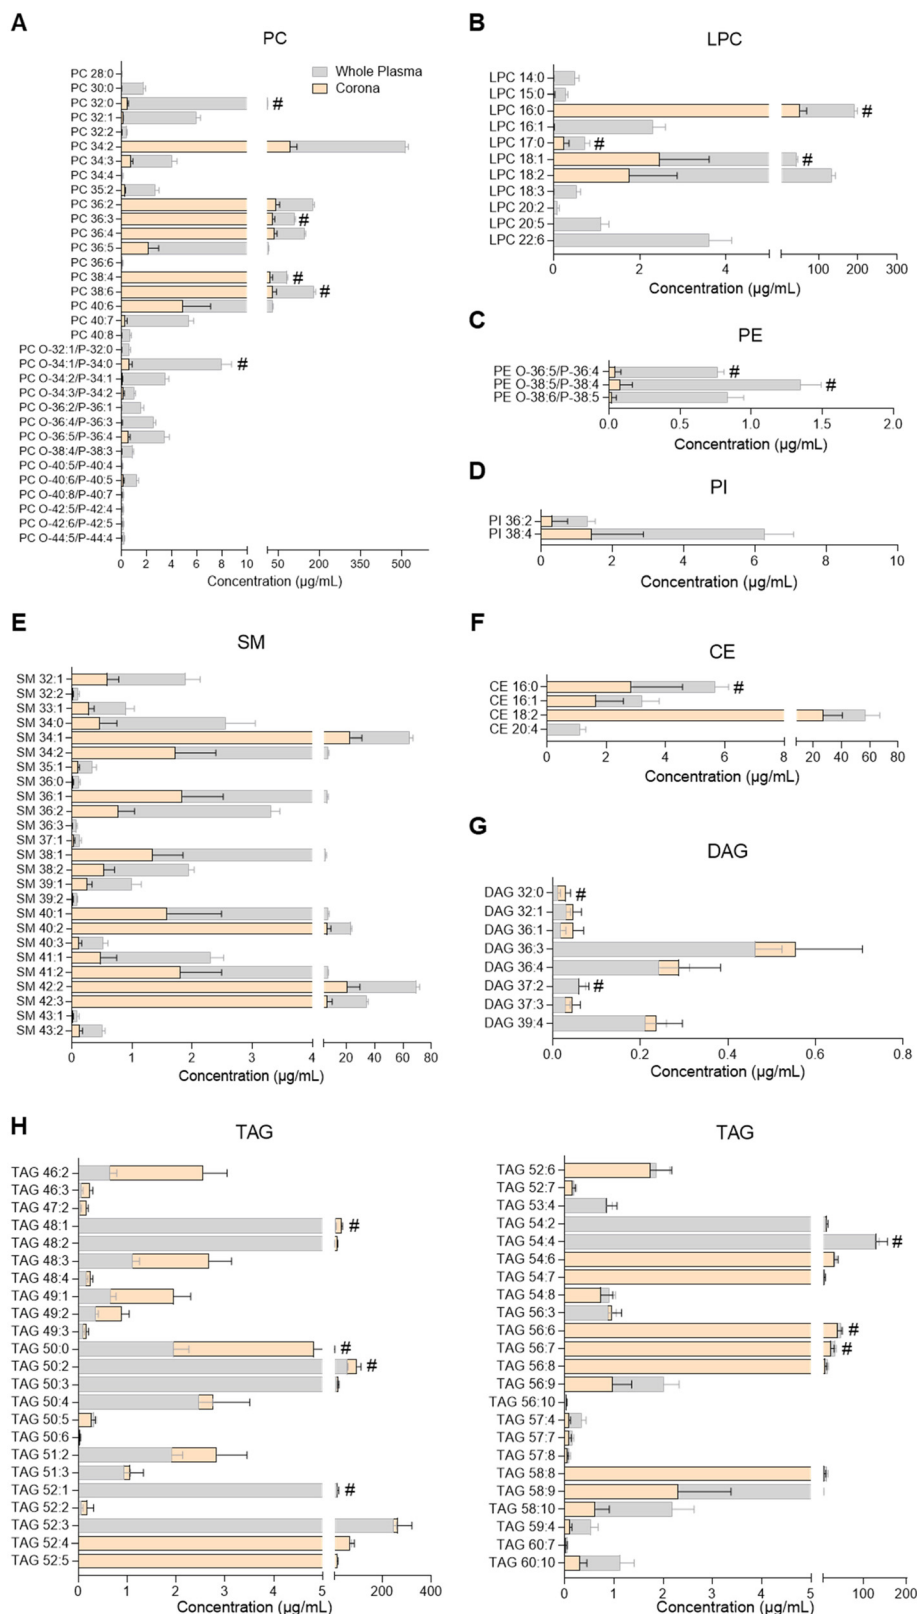 A
PC
Whole Plasma
Corona
PC 28:0
PC 30:0
PC 32:0
#
PC 32:1
PC 32:2
PC 34:2
PC 34:3
PC 34:4
PC 35:2
PC 36:2
PC 36:3
#
PC 36:4
PC 36:5
PC 36:6
PC 38:4
#
PC 38:6
#
PC 40:6
PC 40:7
PC 40:8
PC O-32:1/P-32:0
PC O-34:1/P-34:0
#
PC O-34:2/P-34:1
PC O-34:3/P-34:2
PC O-36:2/P-36:1
PC O-36:4/P-36:3
PC O-36:5/P-36:4
PC O-38:4/P-38:3
PC O-40:5/P-40:4
PC O-40:6/P-40:5
PC O-40:8/P-40:7
PC O-42:5/P-42:4
PC O-42:6/P-42:5
PC O-44:5/P-44:4
0 2 4 6 8 10 50 200 350 500
Concentration (µg/mL)
B
LPC
LPC 14:0
LPC 15:0
LPC 16:0
#
LPC 16:1
LPC 17:0
#
LPC 18:1
#
LPC 18:2
LPC 18:3
LPC 20:2
LPC 20:5
LPC 22:6
0 2 4 100 200 300
Concentration (µg/mL)
C
PE
PE O-36:5/P-36:4
#
PE O-38:5/P-38:4
#
PE O-38:6/P-38:5
0.0 0.5 1.0 1.5 2.0
Concentration (µg/mL)
D
PI
PI 36:2
PI 38:4
0 2 4 6 8 10
Concentration (µg/mL)
E
SM
SM 32:1
SM 32:2
SM 33:1
SM 34:0
SM 34:1
SM 34:2
SM 35:1
SM 36:0
SM 36:1
SM 36:2
SM 36:3
SM 37:1
SM 38:1
SM 38:2
SM 39:1
SM 39:2
SM 40:1
SM 40:2
SM 40:3
SM 41:1
SM 41:2
SM 42:2
SM 42:3
SM 43:1
SM 43:2
0 1 2 3 4 20 40 60 80
Concentration (µg/mL)
F
CE
CE 16:0
#
CE 16:1
CE 18:2
CE 20:4
0 2 4 6 8 20 40 60 80
Concentration (µg/mL)
G
DAG
DAG 32:0
#
DAG 32:1
DAG 36:1
DAG 36:3
DAG 36:4
DAG 37:2
#
DAG 37:3
DAG 39:4
0.0 0.2 0.4 0.6 0.8
Concentration (µg/mL)
H
TAG
TAG 46:2
TAG 46:3
TAG 47:2
TAG 48:1
#
TAG 48:2
TAG 48:3
TAG 48:4
TAG 49:1
TAG 49:2
TAG 49:3
TAG 50:0
#
TAG 50:2
#
TAG 50:3
TAG 50:4
TAG 50:5
TAG 50:6
TAG 51:2
TAG 51:3
TAG 52:1
#
TAG 52:2
TAG 52:3
TAG 52:4
TAG 52:5
0 1 2 3 4 5 200 400
Concentration (µg/mL)
TAG
TAG 52:6
TAG 52:7
TAG 53:4
TAG 54:2
TAG 54:4
#
TAG 54:6
TAG 54:7
TAG 54:8
TAG 56:3
TAG 56:6
#
TAG 56:7
#
TAG 56:8
TAG 56:9
TAG 56:10
TAG 57:4
TAG 57:7
TAG 57:8
TAG 58:8
TAG 58:9
TAG 58:10
TAG 59:4
TAG 60:7
TAG 60:10
0 1 2 3 4 5 100 200
Concentration (µg/mL)